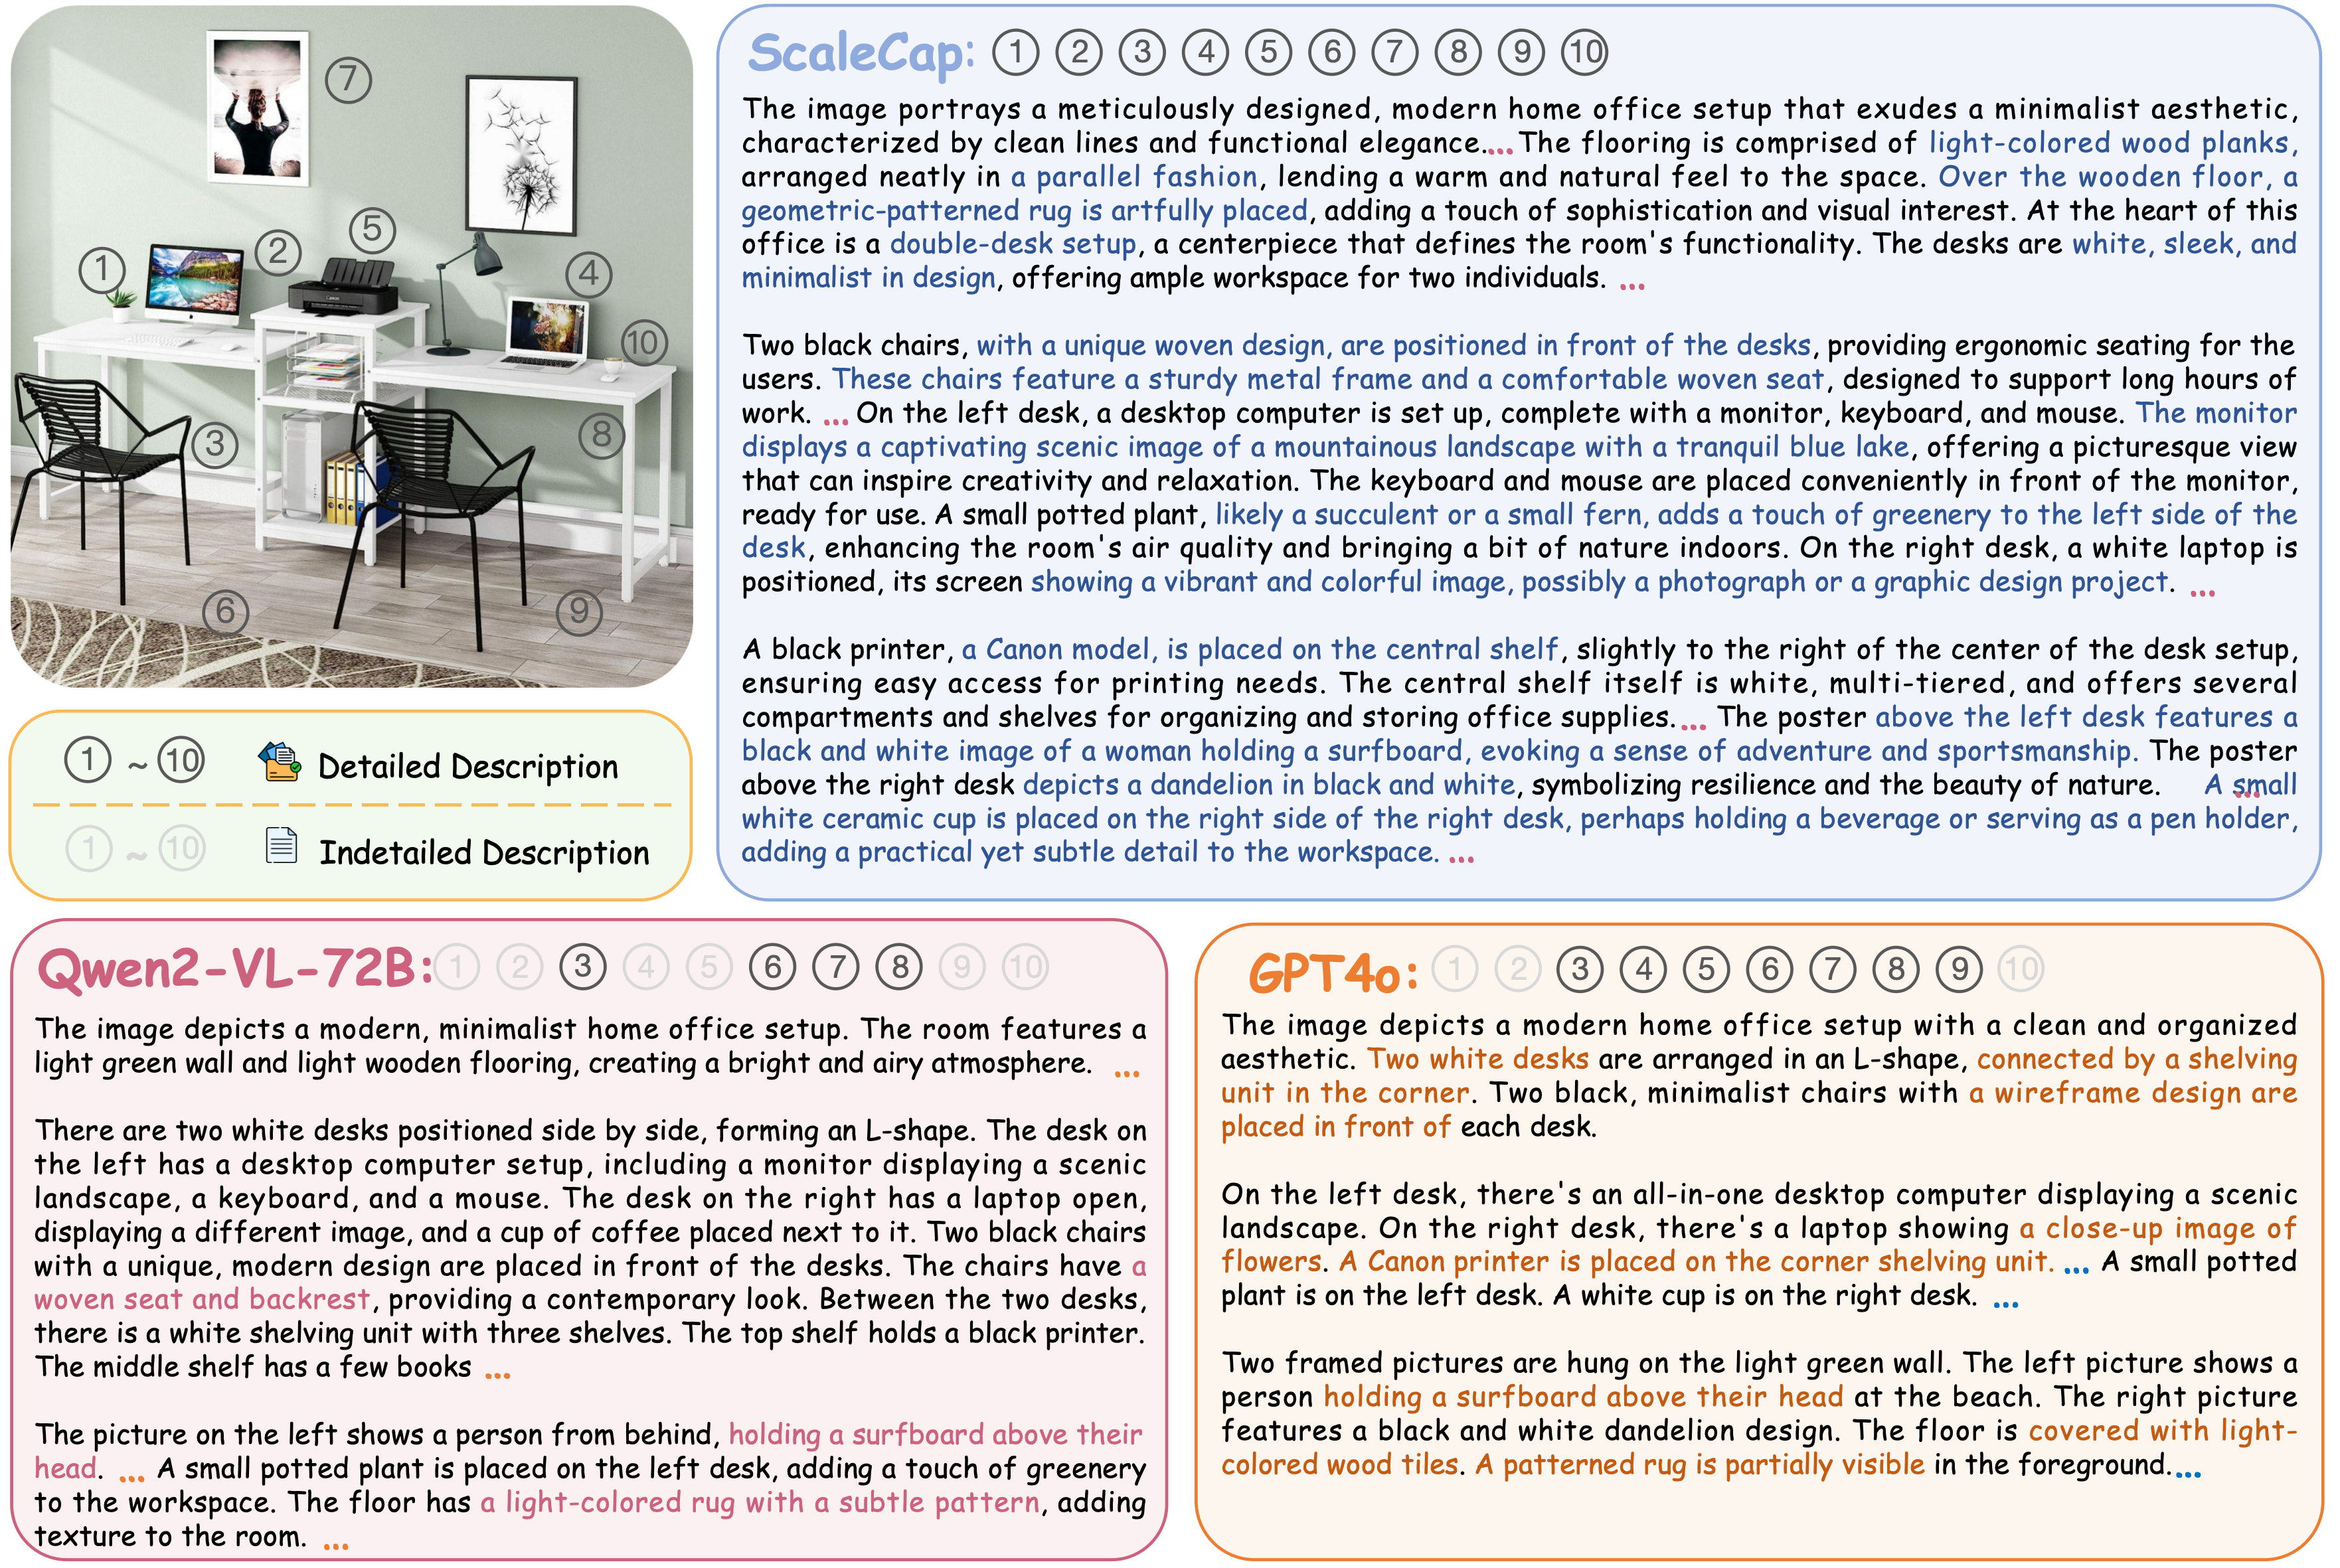 ① ② ③ ④ ⑤ ⑥ ⑦ ⑧ ⑨ ⑩
Canon
① ~ ⑩ Detailed Description
① ~ ⑩ Indetailed Description
ScaleCap: ① ② ③ ④ ⑤ ⑥ ⑦ ⑧ ⑨ ⑩
The image portrays a meticulously designed, modern home office setup that exudes a minimalist aesthetic,
characterized by clean lines and functional elegance.... The flooring is comprised of light-colored wood planks,
arranged neatly in a parallel fashion, lending a warm and natural feel to the space. Over the wooden floor, a
geometric-patterned rug is artfully placed, adding a touch of sophistication and visual interest. At the heart of this
office is a double-desk setup, a centerpiece that defines the room's functionality. The desks are white, sleek, and
minimalist in design, offering ample workspace for two individuals. ...
Two black chairs, with a unique woven design, are positioned in front of the desks, providing ergonomic seating for the
users. These chairs feature a sturdy metal frame and a comfortable woven seat, designed to support long hours of
work. ... On the left desk, a desktop computer is set up, complete with a monitor, keyboard, and mouse. The monitor
displays a captivating scenic image of a mountainous landscape with a tranquil blue lake, offering a picturesque view
that can inspire creativity and relaxation. The keyboard and mouse are placed conveniently in front of the monitor,
ready for use. A small potted plant, likely a succulent or a small fern, adds a touch of greenery to the left side of the
desk, enhancing the room's air quality and bringing a bit of nature indoors. On the right desk, a white laptop is
positioned, its screen showing a vibrant and colorful image, possibly a photograph or a graphic design project. ...
A black printer, a Canon model, is placed on the central shelf, slightly to the right of the center of the desk setup,
ensuring easy access for printing needs. The central shelf itself is white, multi-tiered, and offers several
compartments and shelves for organizing and storing office supplies.... The poster above the left desk features a
black and white image of a woman holding a surfboard, evoking a sense of adventure and sportsmanship. The poster
above the right desk depicts a dandelion in black and white, symbolizing resilience and the beauty of nature. ... A small
white ceramic cup is placed on the right side of the right desk, perhaps holding a beverage or serving as a pen holder,
adding a practical yet subtle detail to the workspace. ...
Qwen2-VL-72B: ① ② ③ ④ ⑤ ⑥ ⑦ ⑧ ⑨ ⑩
The image depicts a modern, minimalist home office setup. The room features a
light green wall and light wooden flooring, creating a bright and airy atmosphere. ...
There are two white desks positioned side by side, forming an L-shape. The desk on
the left has a desktop computer setup, including a monitor displaying a scenic
landscape, a keyboard, and a mouse. The desk on the right has a laptop open,
displaying a different image, and a cup of coffee placed next to it. Two black chairs
with a unique, modern design are placed in front of the desks. The chairs have a
woven seat and backrest, providing a contemporary look. Between the two desks,
there is a white shelving unit with three shelves. The top shelf holds a black printer.
The middle shelf has a few books ...
The picture on the left shows a person from behind, holding a surfboard above their
head. ... A small potted plant is placed on the left desk, adding a touch of greenery
to the workspace. The floor has a light-colored rug with a subtle pattern, adding
texture to the room. ...
GPT4o: ① ② ③ ④ ⑤ ⑥ ⑦ ⑧ ⑨ ⑩
The image depicts a modern home office setup with a clean and organized
aesthetic. Two white desks are arranged in an L-shape, connected by a shelving
unit in the corner. Two black, minimalist chairs with a wireframe design are
placed in front of each desk.
On the left desk, there's an all-in-one desktop computer displaying a scenic
landscape. On the right desk, there's a laptop showing a close-up image of
flowers. A Canon printer is placed on the corner shelving unit. ... A small potted
plant is on the left desk. A white cup is on the right desk. ...
Two framed pictures are hung on the light green wall. The left picture shows a
person holding a surfboard above their head at the beach. The right picture
features a black and white dandelion design. The floor is covered with light-
colored wood tiles. A patterned rug is partially visible in the foreground....